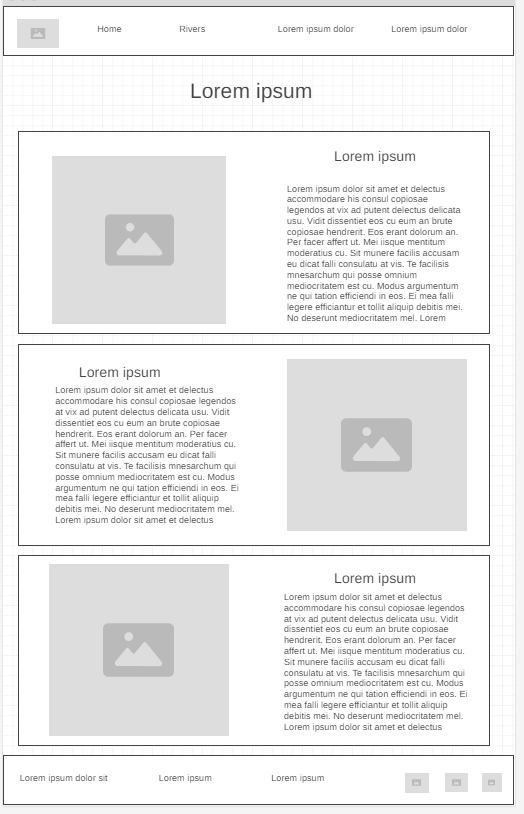 Home Rivers Lorem ipsum dolor Lorem ipsum dolor
Lorem ipsum
Lorem ipsum
Lorem ipsum dolor sit amet et delectus
accommodare his consul copiosae
legendos at vix ad putent delectus delicata
usu. Vidit dissentiet eos cu eum an brute
copiosae hendrerit. Eos erant dolorum an.
Per facer affert ut. Mei iisque mentitum
moderatius cu. Sit munere facilis accusam
eu dicat falli consulatu at vis. Te facilisis
mnesarchum qui posse omnium
mediocritatem est cu. Modus argumentum
ne qui tation efficiendi in eos. Ei mea falli
legere efficiantur et tollit aliquip debitis mei.
No deserunt mediocritatem mel. Lorem
Lorem ipsum
Lorem ipsum dolor sit amet et delectus
accommodare his consul copiosae legendos
at vix ad putent delectus delicata usu. Vidit
dissentiet eos cu eum an brute copiosae
hendrerit. Eos erant dolorum an. Per facer
affert ut. Mei iisque mentitum moderatius cu.
Sit munere facilis accusam eu dicat falli
consulatu at vis. Te facilisis mnesarchum qui
posse omnium mediocritatem est cu. Modus
argumentum ne qui tation efficiendi in eos. Ei
mea falli legere efficiantur et tollit aliquip
debitis mei. No deserunt mediocritatem mel.
Lorem ipsum dolor sit amet et delectus
Lorem ipsum
Lorem ipsum dolor sit amet et delectus
accommodare his consul copiosae legendos
at vix ad putent delectus delicata usu. Vidit
dissentiet eos cu eum an brute copiosae
hendrerit. Eos erant dolorum an. Per facer
affert ut. Mei iisque mentitum moderatius cu.
Sit munere facilis accusam eu dicat falli
consulatu at vis. Te facilisis mnesarchum qui
posse omnium mediocritatem est cu. Modus
argumentum ne qui tation efficiendi in eos. Ei
mea falli legere efficiantur et tollit aliquip
debitis mei. No deserunt mediocritatem mel.
Lorem ipsum dolor sit amet et delectus
Lorem ipsum dolor sit Lorem ipsum Lorem ipsum